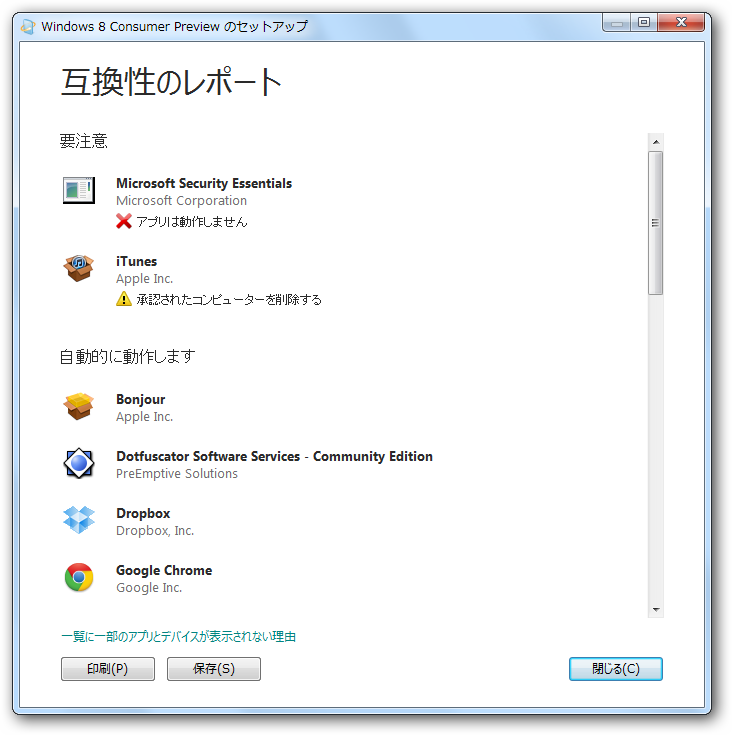 Windows 8 Consumer Preview のセットアップ
互換性のレポート
要注意
Microsoft Security Essentials
Microsoft Corporation
アプリは動作しません
iTunes
Apple Inc.
承認されたコンピューターを削除する
自動的に動作します
Bonjour
Apple Inc.
Dotfuscator Software Services - Community Edition
PreEmptive Solutions
Dropbox
Dropbox, Inc.
Google Chrome
Google Inc.
一覧に一部のアプリとデバイスが表示されない理由
印刷(P) 保存(S) 閉じる(C)